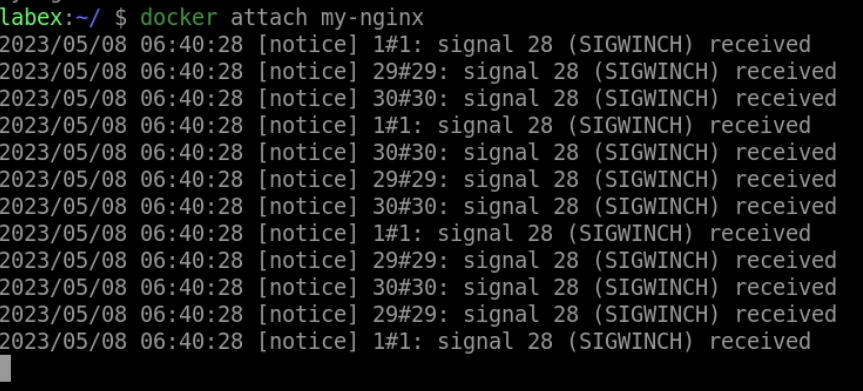 labex:~/ $ docker attach my-nginx
2023/05/08 06:40:28 [notice] 1#1: signal 28 (SIGWINCH) received
2023/05/08 06:40:28 [notice] 29#29: signal 28 (SIGWINCH) received
2023/05/08 06:40:28 [notice] 30#30: signal 28 (SIGWINCH) received
2023/05/08 06:40:28 [notice] 1#1: signal 28 (SIGWINCH) received
2023/05/08 06:40:28 [notice] 30#30: signal 28 (SIGWINCH) received
2023/05/08 06:40:28 [notice] 29#29: signal 28 (SIGWINCH) received
2023/05/08 06:40:28 [notice] 30#30: signal 28 (SIGWINCH) received
2023/05/08 06:40:28 [notice] 1#1: signal 28 (SIGWINCH) received
2023/05/08 06:40:28 [notice] 29#29: signal 28 (SIGWINCH) received
2023/05/08 06:40:28 [notice] 30#30: signal 28 (SIGWINCH) received
2023/05/08 06:40:28 [notice] 29#29: signal 28 (SIGWINCH) received
2023/05/08 06:40:28 [notice] 1#1: signal 28 (SIGWINCH) received